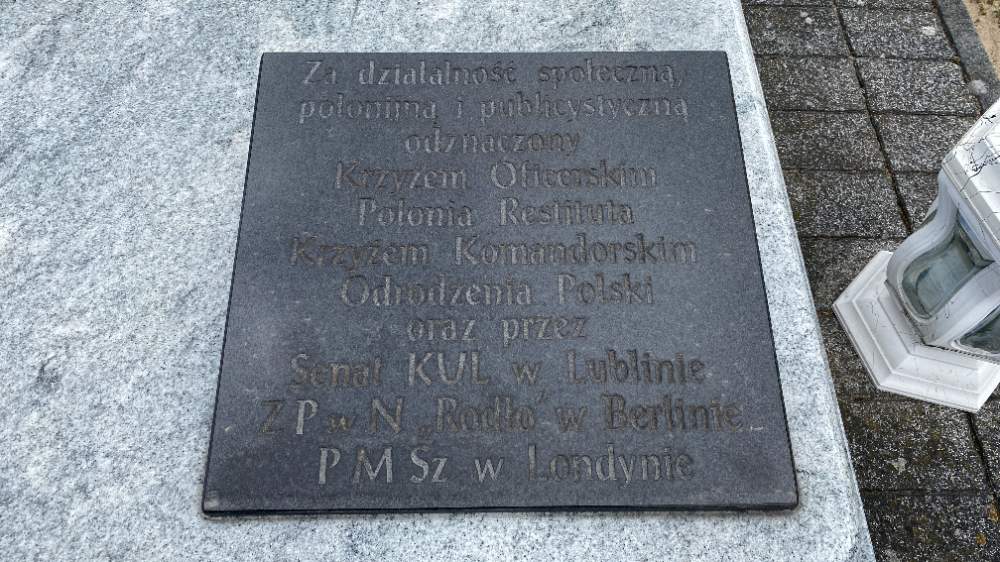 Za działalność społeczną,
polonijną i publicystyczną
odznaczony
Krzyżem Oficerskim
Polonia Restituta
Krzyżem Komandorskim
Odrodzenia Polski
oraz przez
Senat KUL w Lublinie
Z P w N „Rodło” w Berlinie
P M Sz w Londynie